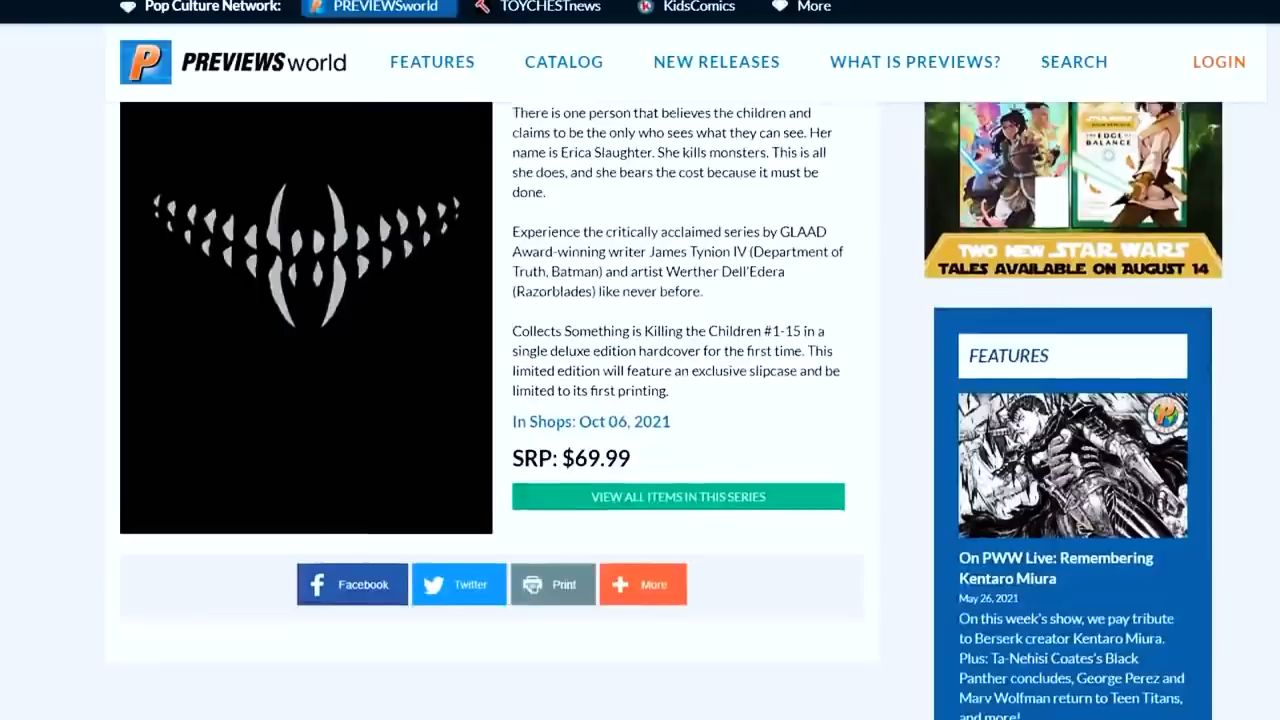 Pop Culture Network:
PREVIEWSworld
TOYCHESTnews
KidsComics
More
PREVIEWSworld
FEATURES
CATALOG
NEW RELEASES
WHAT IS PREVIEWS?
SEARCH
LOGIN
There is one person that believes the children and
claims to be the only who sees what they can see. Her
name is Erica Slaughter. She kills monsters. This is all
she does, and she bears the cost because it must be
done.
Experience the critically acclaimed series by GLAAD
Award-winning writer James Tynion IV (Department of
Truth, Batman) and artist Werther Dell'Edera
(Razorblades) like never before.
Collects Something is Killing the Children #1-15 in a
single deluxe edition hardcover for the first time. This
limited edition will feature an exclusive slipcase and be
limited to its first printing.
In Shops: Oct 06, 2021
SRP: $69.99
VIEW ALL ITEMS IN THIS SERIES
Facebook
Twitter
Print
More
STAR WARS
THE EDGE OF
BALANCE
TWO NEW STAR WARS
TALES AVAILABLE ON AUGUST 14
FEATURES
On PWW Live: Remembering
Kentaro Miura
May 26, 2021
On this week's show, we pay tribute
to Berserk creator Kentaro Miura.
Plus: Ta-Nehisi Coates's Black
Panther concludes, George Perez and
Marv Wolfman return to Teen Titans,
and more!